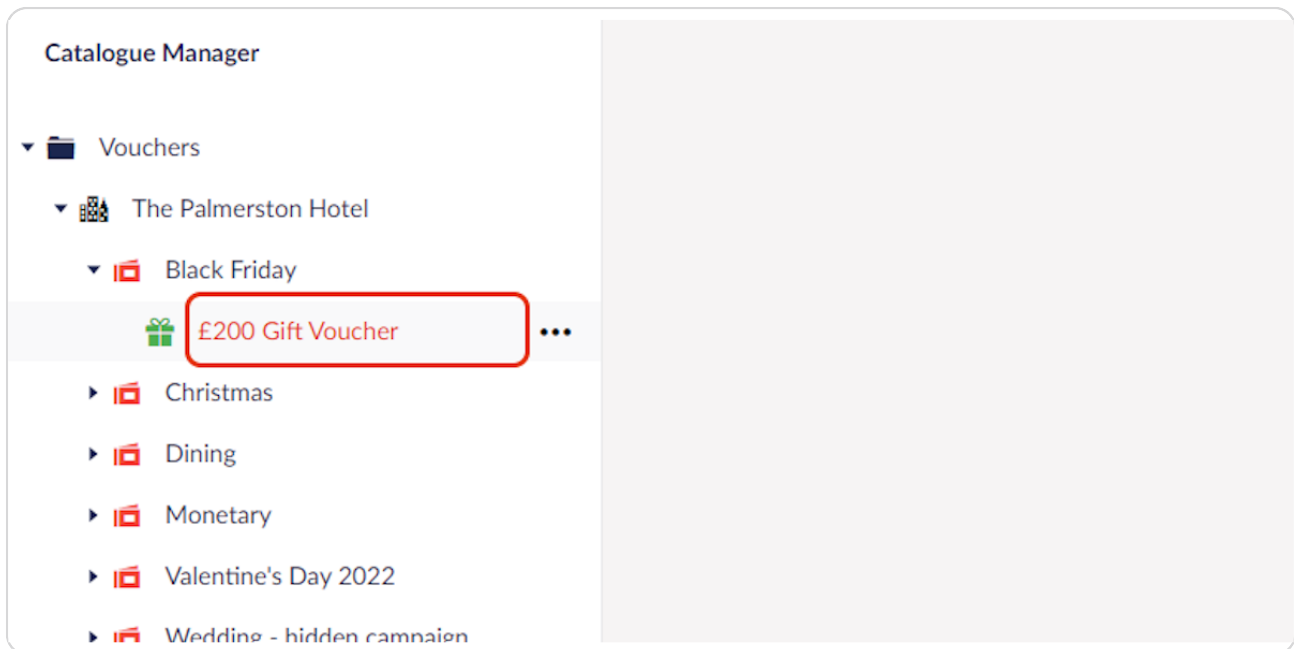 Catalogue Manager
Vouchers
The Palmerston Hotel
Black Friday
£200 Gift Voucher
Christmas
Dining
Monetary
Valentine's Day 2022
Wedding - hidden campaign